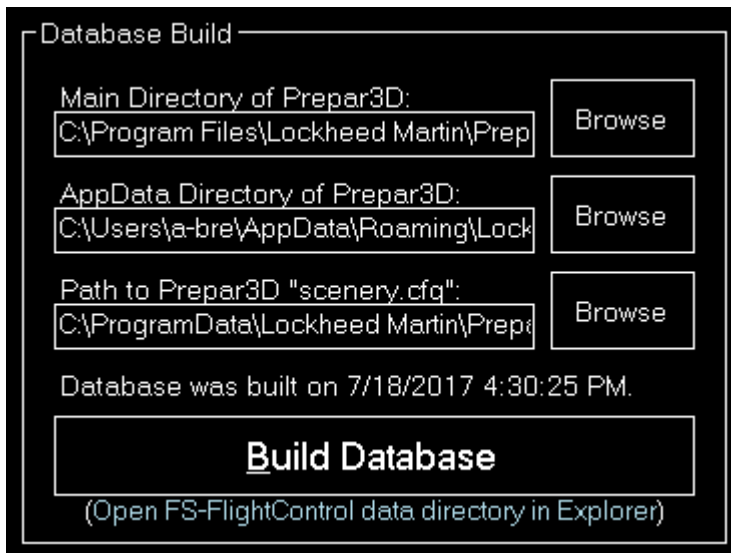 Database Build
Main Directory of Prepar3D:
C:\Program Files\Lockheed Martin\Prep
Browse
AppData Directory of Prepar3D:
C:\Users\a-bre\AppData\Roaming\Lock
Browse
Path to Prepar3D "scenery.cfg":
C:\ProgramData\Lockheed Martin\Prepa
Browse
Database was built on 7/18/2017 4:30:25 PM.
Build Database
(Open FS-FlightControl data directory in Explorer)